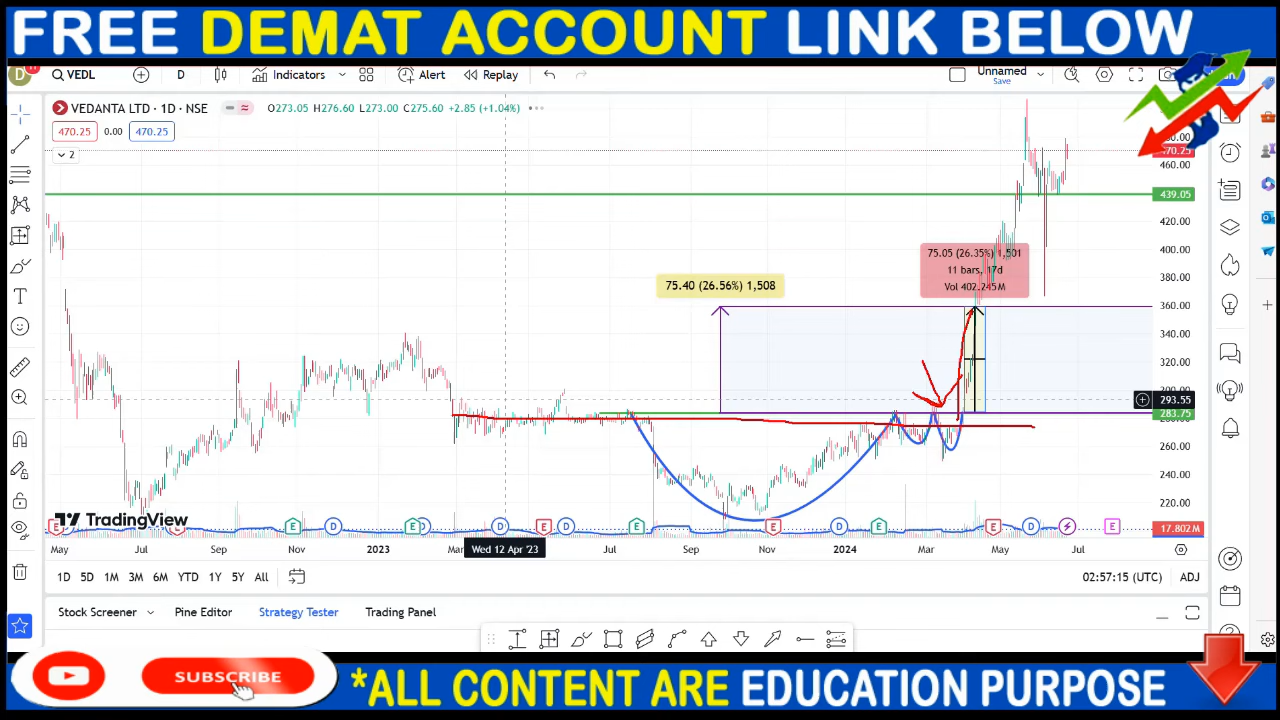 FREE DEMAT ACCOUNT LINK BELOW
D 11 VEDL D Indicators Alert Replay Unnamed
Save
VEDANTA LTD · 1D · NSE O273.05 H276.60 L273.00 C275.60 +2.85 (+1.04%)
470.25 0.00 470.25
2
470.25
460.00
439.05
420.00
400.00
380.00
360.00
340.00
320.00
293.55
283.75
260.00
240.00
220.00
17.802M
75.05 (26.35%) 1,501
11 bars, 17d
Vol 402.245M
75.40 (26.56%) 1,508
TradingView
E E E E D D E D E E D E E D E
May Jul Sep Nov 2023 Mar Wed 12 Apr '23 Jul Sep Nov 2024 Mar May Jul
1D 5D 1M 3M 6M YTD 1Y 5Y All 02:57:15 (UTC) ADJ
Stock Screener Pine Editor Strategy Tester Trading Panel
SUBSCRIBE
*ALL CONTENT ARE EDUCATION PURPOSE